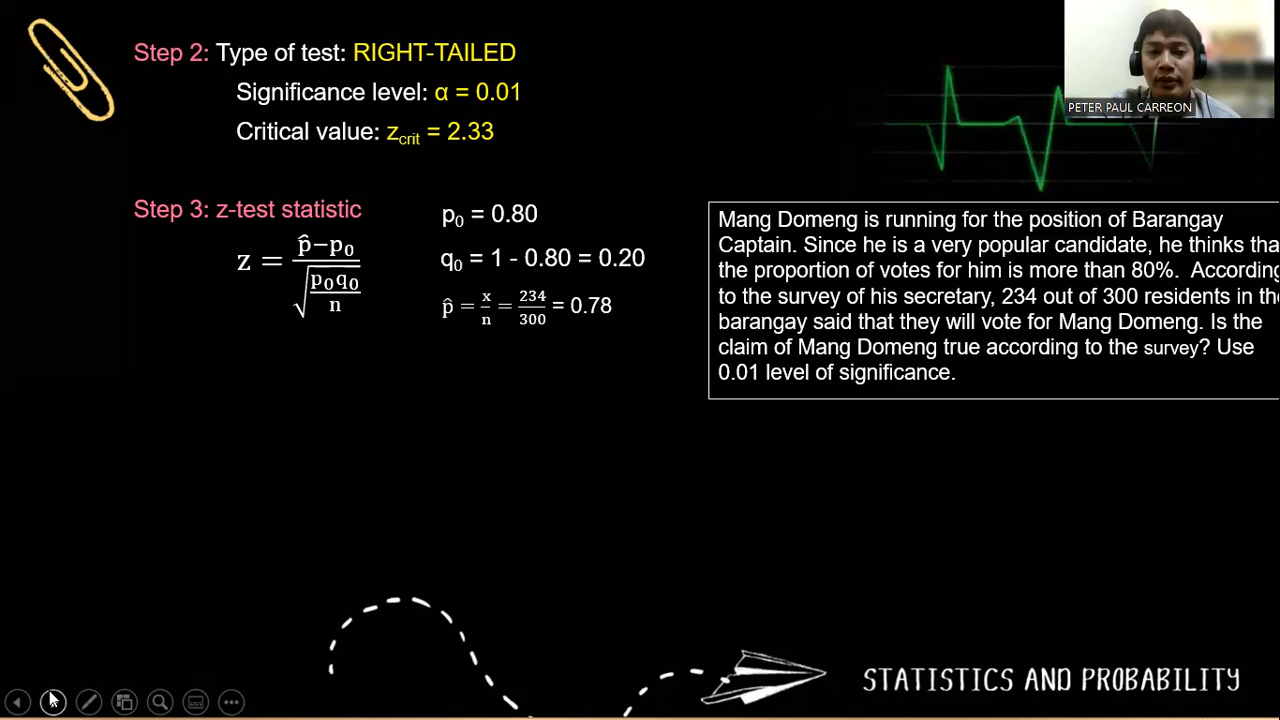 Step 2: Type of test: RIGHT-TAILED
Significance level: α = 0.01
Critical value: z_crit = 2.33
PETER PAUL CARREON
Step 3: z-test statistic
z = (p̂−p₀)/√(p₀q₀/n)
p₀ = 0.80
q₀ = 1 - 0.80 = 0.20
p̂ = x/n = 234/300 = 0.78
Mang Domeng is running for the position of Barangay
Captain. Since he is a very popular candidate, he thinks tha
the proportion of votes for him is more than 80%. According
to the survey of his secretary, 234 out of 300 residents in the
barangay said that they will vote for Mang Domeng. Is the
claim of Mang Domeng true according to the survey? Use
0.01 level of significance.
STATISTICS AND PROBABILITY